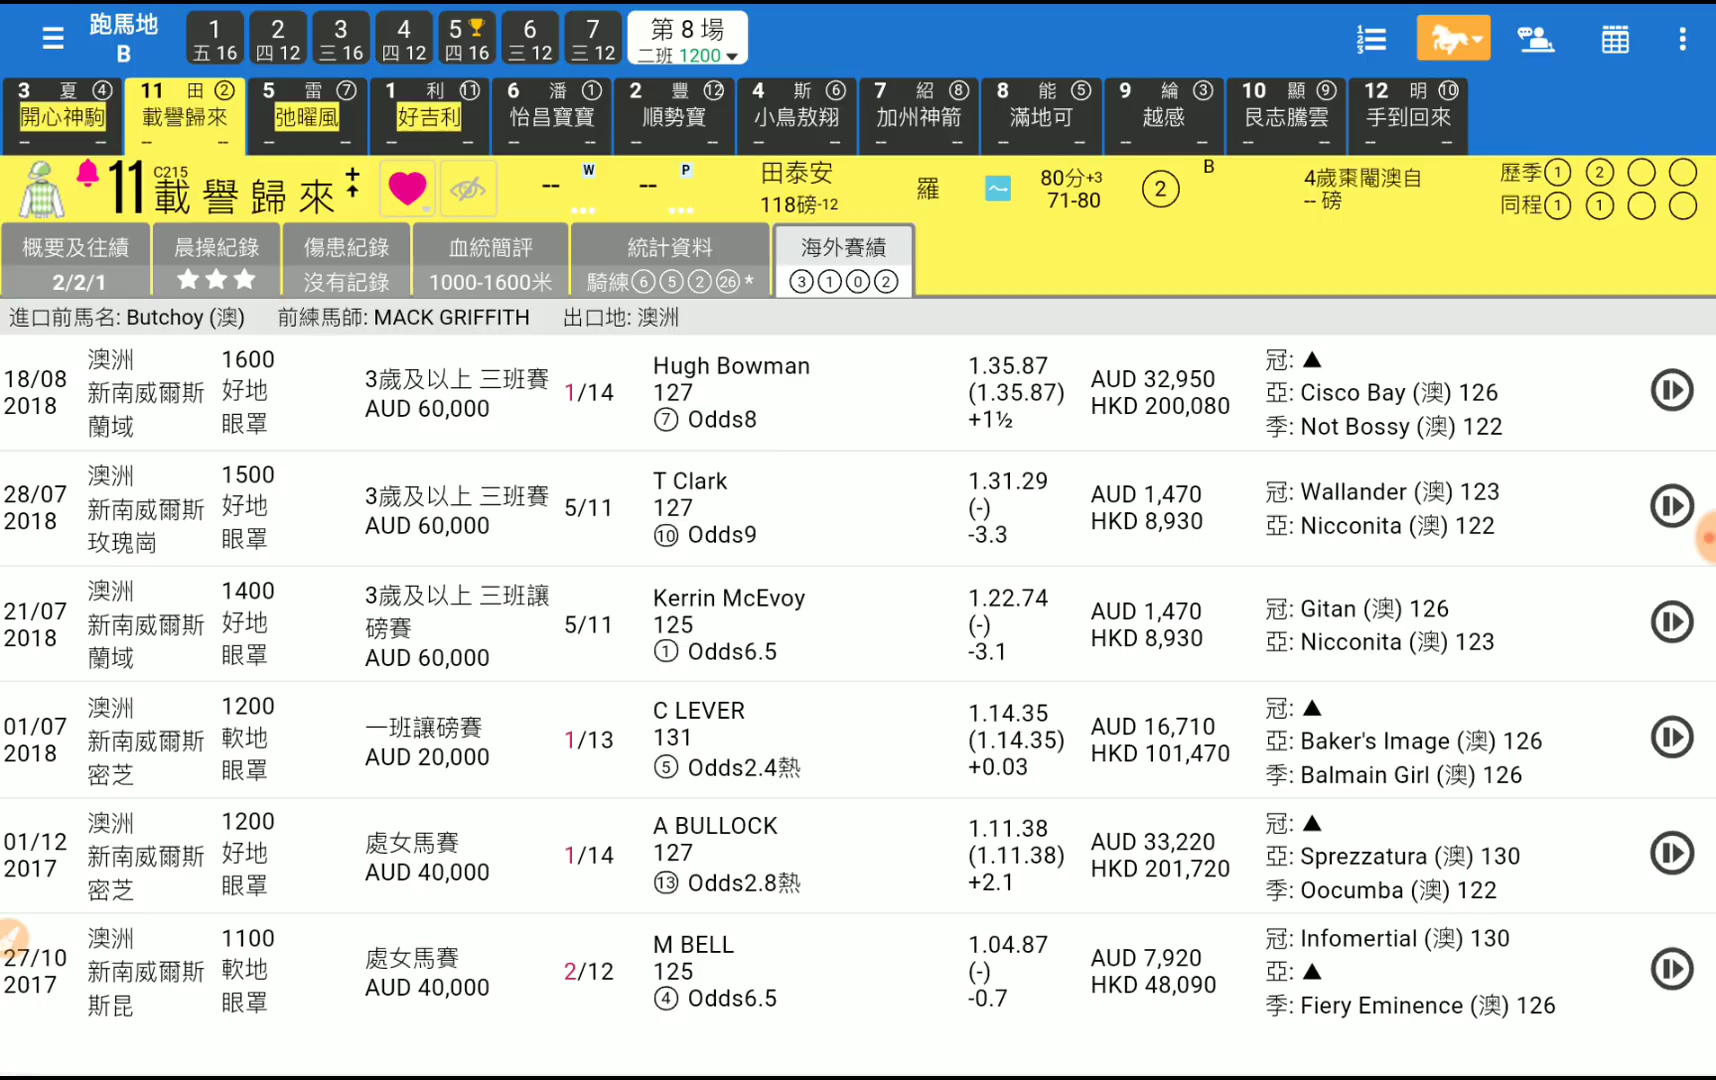 跑馬地
B
1
五 16
2
四 12
3
三 16
4
四 12
5
四 16
6
三 12
7
三 12
第 8 場
二班 1200
3 夏 ④
開心神駒
-- --
11 田 ②
載譽歸來
-- --
5 雷 ⑦
弛曜風
-- --
1 利 ⑪
好吉利
-- --
6 潘 ①
怡昌寶寶
-- --
2 豐 ⑫
順勢寶
-- --
4 斯 ⑥
小鳥敖翔
-- --
7 紹 ⑧
加州神箭
-- --
8 能 ⑤
滿地可
-- --
9 綸 ③
越感
-- --
10 顯 ⑨
艮志騰雲
-- --
12 明 ⑩
手到回來
-- --
11
C215
載譽歸來
+
-- W
-- P
田泰安
118磅-12
羅
80分+3
71-80
②
B
4歲棗閹澳自
-- 磅
歷季 ① ②
同程 ① ①
概要及往績
2/2/1
晨操紀錄
★★★
傷患紀錄
沒有記錄
血統簡評
1000-1600米
統計資料
騎練⑥⑤②㉖*
海外賽績
③①⓪②
進口前馬名: Butchoy (澳) 前練馬師: MACK GRIFFITH 出口地: 澳洲
18/08
2018
澳洲
新南威爾斯
蘭域
1600
好地
眼罩
3歲及以上 三班賽
AUD 60,000
1/14
Hugh Bowman
127
⑦ Odds8
1.35.87
(1.35.87)
+1½
AUD 32,950
HKD 200,080
冠: ▲
亞: Cisco Bay (澳) 126
季: Not Bossy (澳) 122
28/07
2018
澳洲
新南威爾斯
玫瑰崗
1500
好地
眼罩
3歲及以上 三班賽
AUD 60,000
5/11
T Clark
127
⑩ Odds9
1.31.29
(-)
-3.3
AUD 1,470
HKD 8,930
冠: Wallander (澳) 123
亞: Nicconita (澳) 122
21/07
2018
澳洲
新南威爾斯
蘭域
1400
好地
眼罩
3歲及以上 三班讓
磅賽
AUD 60,000
5/11
Kerrin McEvoy
125
① Odds6.5
1.22.74
(-)
-3.1
AUD 1,470
HKD 8,930
冠: Gitan (澳) 126
亞: Nicconita (澳) 123
01/07
2018
澳洲
新南威爾斯
密芝
1200
軟地
眼罩
一班讓磅賽
AUD 20,000
1/13
C LEVER
131
⑤ Odds2.4熱
1.14.35
(1.14.35)
+0.03
AUD 16,710
HKD 101,470
冠: ▲
亞: Baker's Image (澳) 126
季: Balmain Girl (澳) 126
01/12
2017
澳洲
新南威爾斯
密芝
1200
好地
眼罩
處女馬賽
AUD 40,000
1/14
A BULLOCK
127
⑬ Odds2.8熱
1.11.38
(1.11.38)
+2.1
AUD 33,220
HKD 201,720
冠: ▲
亞: Sprezzatura (澳) 130
季: Oocumba (澳) 122
27/10
2017
澳洲
新南威爾斯
斯昆
1100
軟地
眼罩
處女馬賽
AUD 40,000
2/12
M BELL
125
④ Odds6.5
1.04.87
(-)
-0.7
AUD 7,920
HKD 48,090
冠: Infomertial (澳) 130
亞: ▲
季: Fiery Eminence (澳) 126